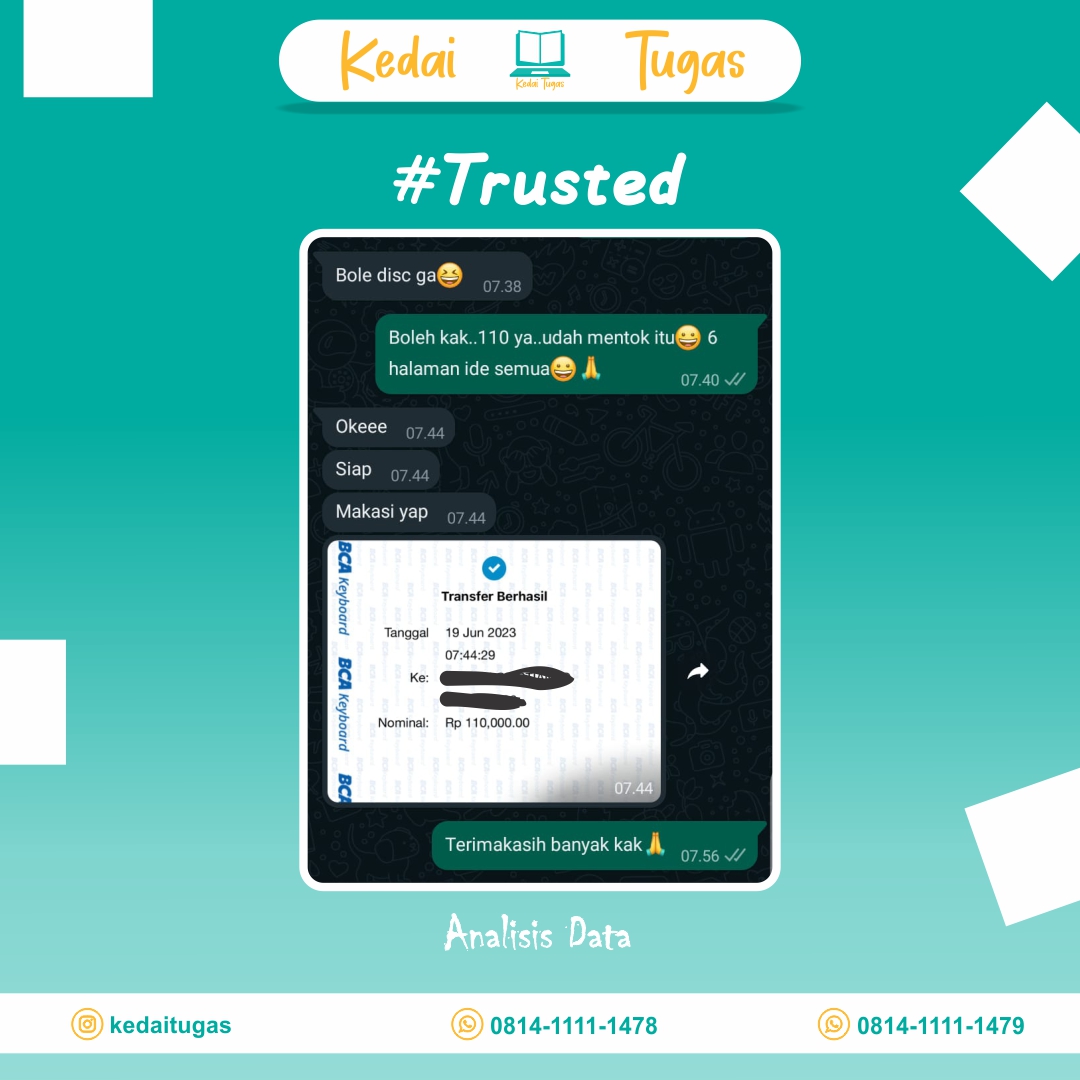 Kedai Tugas
Kedai Tugas
#Trusted
Bole disc ga😆 07.38
Boleh kak..110 ya..udah mentok itu😀 6
halaman ide semua😀🙏 07.40
Okeee 07.44
Siap 07.44
Makasi yap 07.44
BCA Keyboard
BCA Keyboard
BCA
Transfer Berhasil
Tanggal 19 Jun 2023
07:44:29
Ke:
Nominal: Rp 110,000.00
07.44
Terimakasih banyak kak🙏 07.56
Analisis Data
kedaitugas 0814-1111-1478 0814-1111-1479